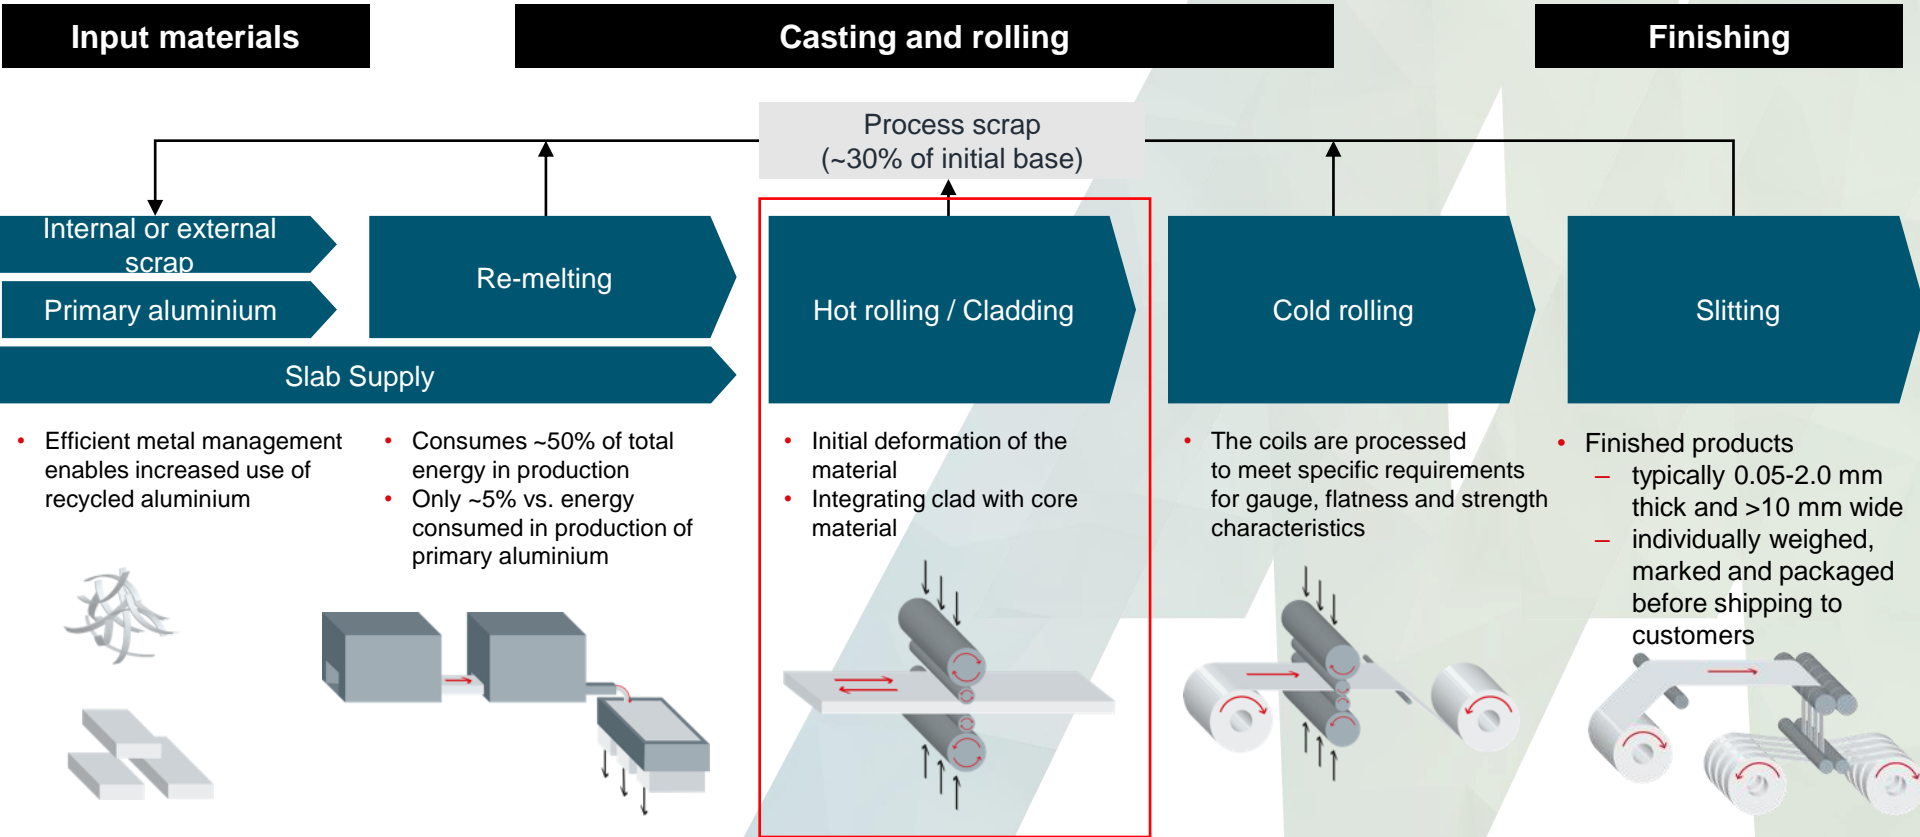 Input materials
Casting and rolling
Finishing
Process scrap
(~30% of initial base)
Internal or external
scrap
Primary aluminium
Re-melting
Slab Supply
Hot rolling / Cladding
Cold rolling
Slitting
• Efficient metal management
enables increased use of
recycled aluminium
• Consumes ~50% of total
energy in production
• Only ~5% vs. energy
consumed in production of
primary aluminium
• Initial deformation of the
material
• Integrating clad with core
material
• The coils are processed
to meet specific requirements
for gauge, flatness and strength
characteristics
• Finished products
– typically 0.05-2.0 mm
thick and >10 mm wide
– individually weighed,
marked and packaged
before shipping to
customers